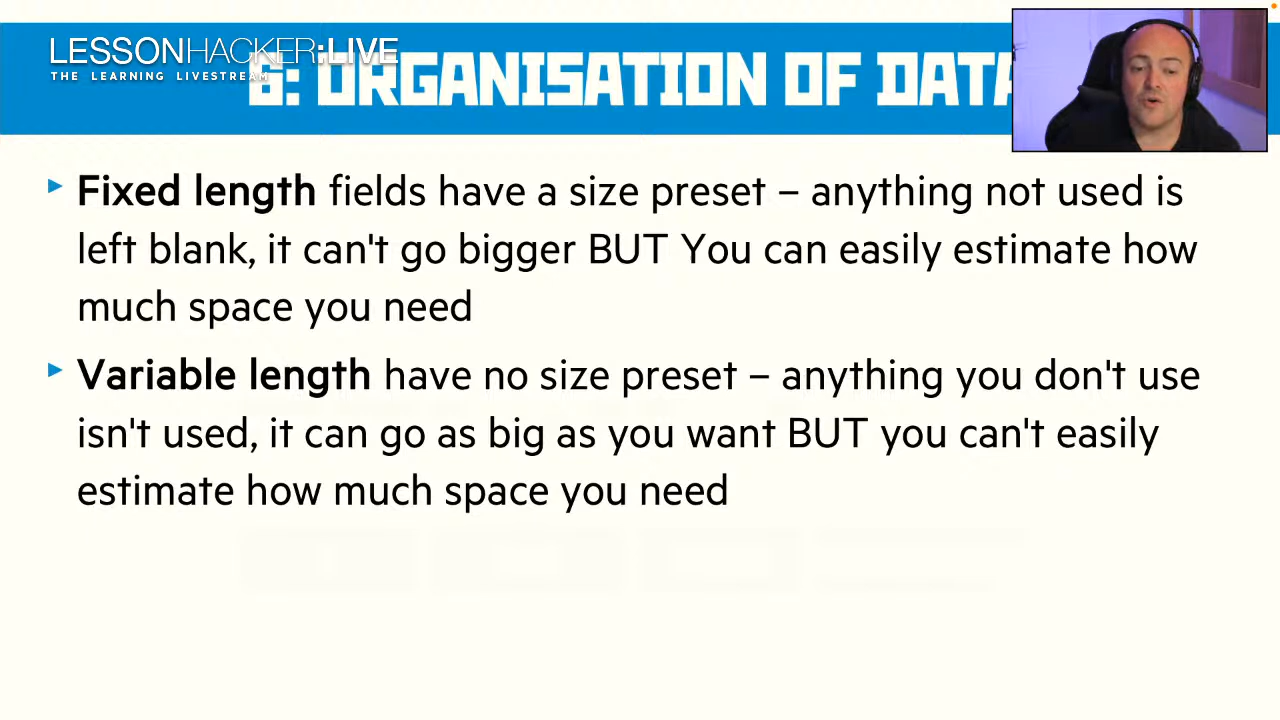 LESSONHACKER:LIVE
THE LEARNING LIVESTREAM
6: ORGANISATION OF DATA
Fixed length fields have a size preset – anything not used is
left blank, it can't go bigger BUT You can easily estimate how
much space you need
Variable length have no size preset – anything you don't use
isn't used, it can go as big as you want BUT you can't easily
estimate how much space you need